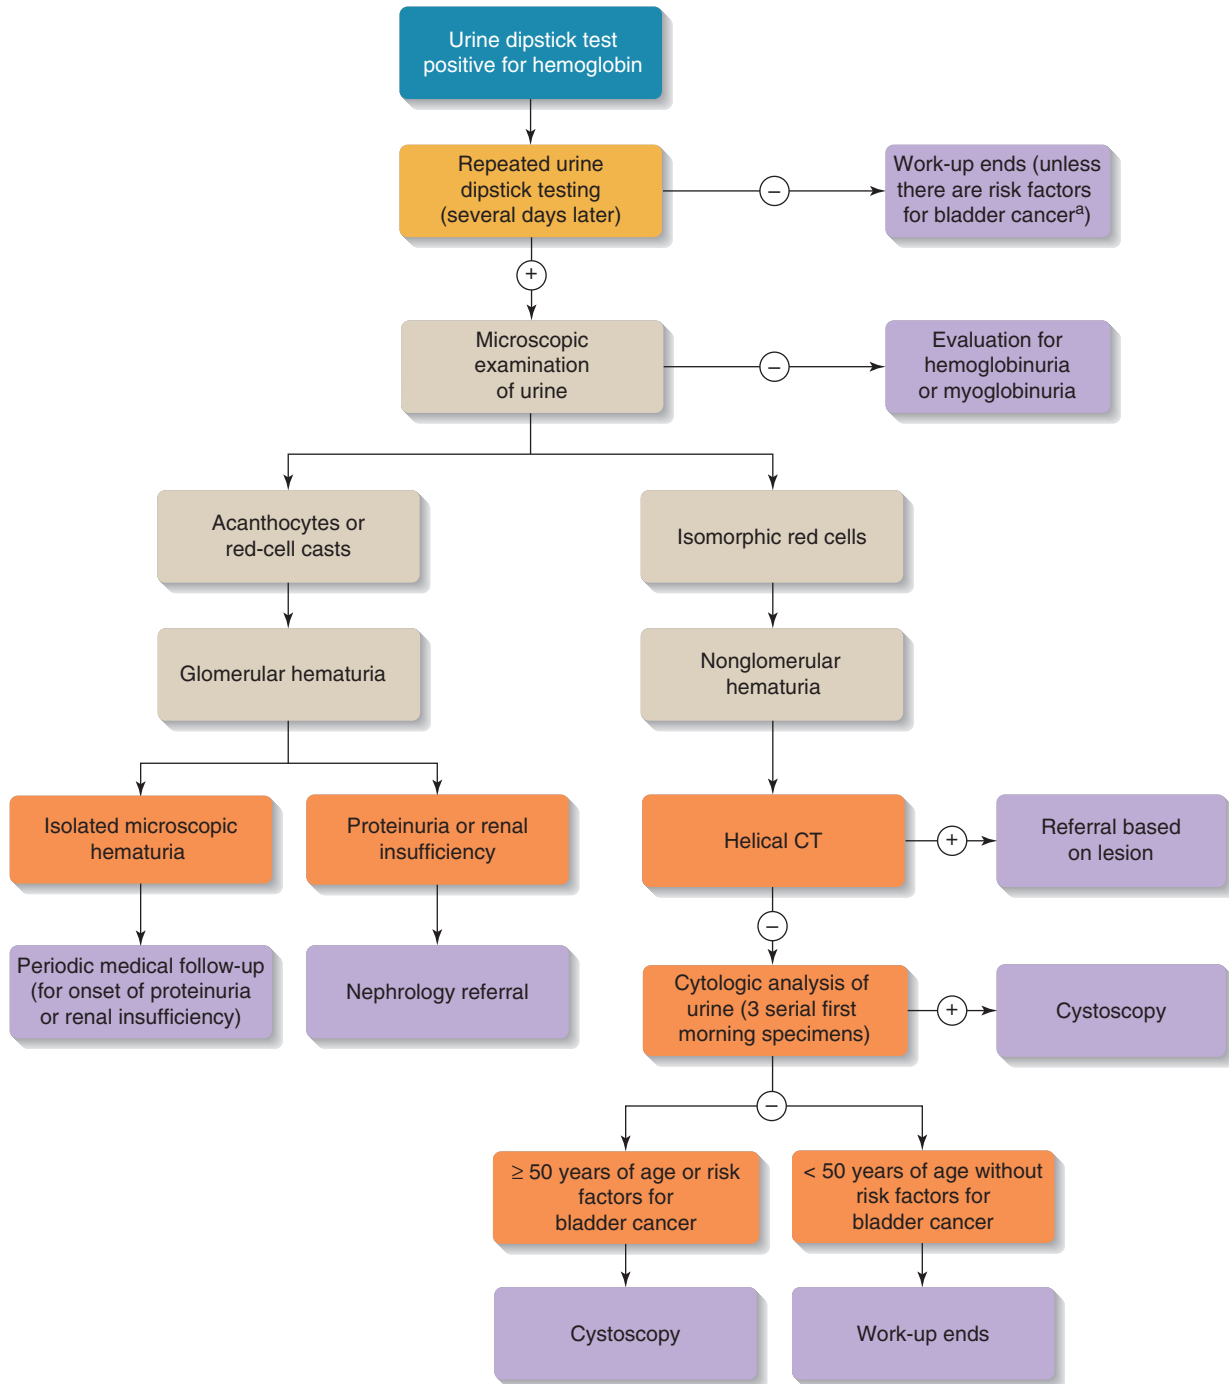 Urine dipstick test
positive for hemoglobin
Repeated urine
dipstick testing
(several days later)
−
Work-up ends (unless
there are risk factors
for bladder cancerᵃ)
+
Microscopic
examination
of urine
−
Evaluation for
hemoglobinuria
or myoglobinuria
Acanthocytes or
red-cell casts
Isomorphic red cells
Glomerular hematuria
Nonglomerular
hematuria
Isolated microscopic
hematuria
Proteinuria or renal
insufficiency
Helical CT
+
Referral based
on lesion
−
Periodic medical follow-up
(for onset of proteinuria
or renal insufficiency)
Nephrology referral
Cytologic analysis of
urine (3 serial first
morning specimens)
+
Cystoscopy
−
≥ 50 years of age or risk
factors for
bladder cancer
< 50 years of age without
risk factors for
bladder cancer
Cystoscopy
Work-up ends